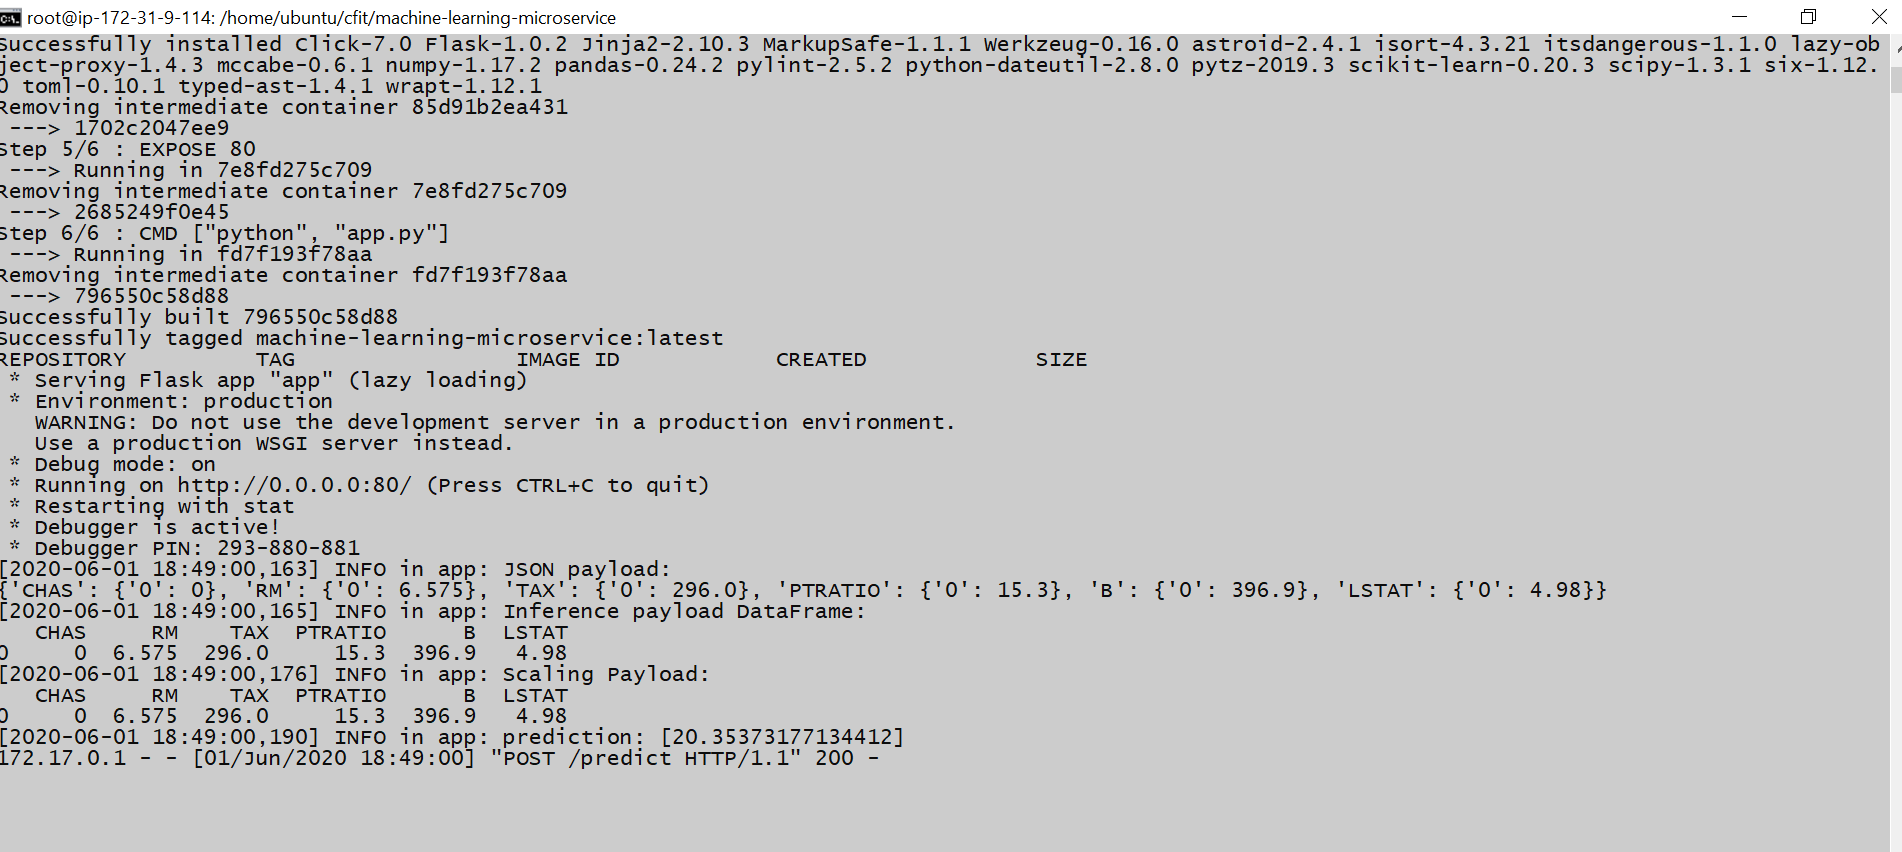 root@ip-172-31-9-114: /home/ubuntu/cfit/machine-learning-microservice
Successfully installed Click-7.0 Flask-1.0.2 Jinja2-2.10.3 MarkupSafe-1.1.1 Werkzeug-0.16.0 astroid-2.4.1 isort-4.3.21 itsdangerous-1.1.0 lazy-ob
ject-proxy-1.4.3 mccabe-0.6.1 numpy-1.17.2 pandas-0.24.2 pylint-2.5.2 python-dateutil-2.8.0 pytz-2019.3 scikit-learn-0.20.3 scipy-1.3.1 six-1.12.
0 toml-0.10.1 typed-ast-1.4.1 wrapt-1.12.1
Removing intermediate container 85d91b2ea431
 ---> 1702c2047ee9
Step 5/6 : EXPOSE 80
 ---> Running in 7e8fd275c709
Removing intermediate container 7e8fd275c709
 ---> 2685249f0e45
Step 6/6 : CMD ["python", "app.py"]
 ---> Running in fd7f193f78aa
Removing intermediate container fd7f193f78aa
 ---> 796550c58d88
Successfully built 796550c58d88
Successfully tagged machine-learning-microservice:latest
REPOSITORY          TAG                 IMAGE ID            CREATED             SIZE
 * Serving Flask app "app" (lazy loading)
 * Environment: production
   WARNING: Do not use the development server in a production environment.
   Use a production WSGI server instead.
 * Debug mode: on
 * Running on http://0.0.0.0:80/ (Press CTRL+C to quit)
 * Restarting with stat
 * Debugger is active!
 * Debugger PIN: 293-880-881
[2020-06-01 18:49:00,163] INFO in app: JSON payload:
{'CHAS': {'0': 0}, 'RM': {'0': 6.575}, 'TAX': {'0': 296.0}, 'PTRATIO': {'0': 15.3}, 'B': {'0': 396.9}, 'LSTAT': {'0': 4.98}}
[2020-06-01 18:49:00,165] INFO in app: Inference payload DataFrame:
   CHAS     RM    TAX  PTRATIO      B  LSTAT
0     0  6.575  296.0     15.3  396.9   4.98
[2020-06-01 18:49:00,176] INFO in app: Scaling Payload:
   CHAS     RM    TAX  PTRATIO      B  LSTAT
0     0  6.575  296.0     15.3  396.9   4.98
[2020-06-01 18:49:00,190] INFO in app: prediction: [20.35373177134412]
172.17.0.1 - - [01/Jun/2020 18:49:00] "POST /predict HTTP/1.1" 200 -